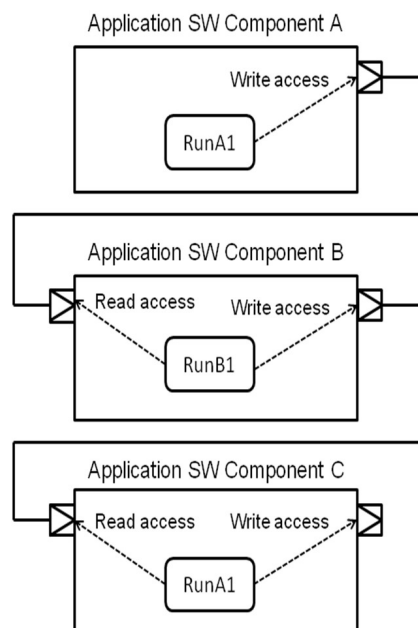 Application SW Component A
Write access
RunA1
Application SW Component B
Read access
Write access
RunB1
Application SW Component C
Read access
Write access
RunA1